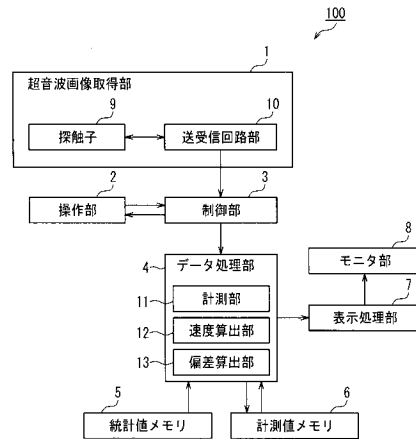 100
1
超音波画像取得部
9
10
探触子
送受信回路部
2
3
操作部
制御部
8
4
データ処理部
モニタ部
11
計測部
7
12
速度算出部
表示処理部
13
偏差算出部
5
6
統計値メモリ
計測値メモリ